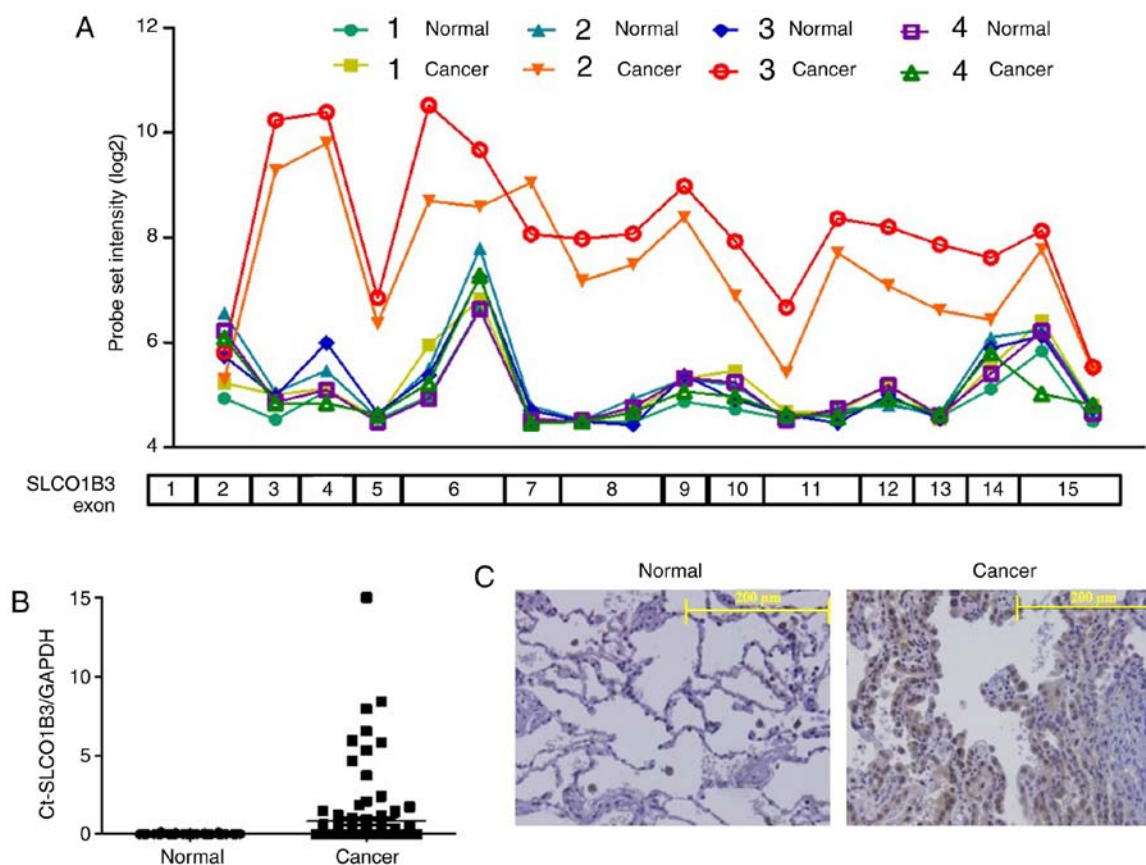 A
12
10
8
6
4
Probe set intensity (log2)
1 Normal 2 Normal 3 Normal 4 Normal
1 Cancer 2 Cancer 3 Cancer 4 Cancer
SLCO1B3 exon
1 2 3 4 5 6 7 8 9 10 11 12 13 14 15
B
15
10
5
0
Ct-SLCO1B3/GAPDH
Normal Cancer
C
Normal Cancer
200 µm 200 µm